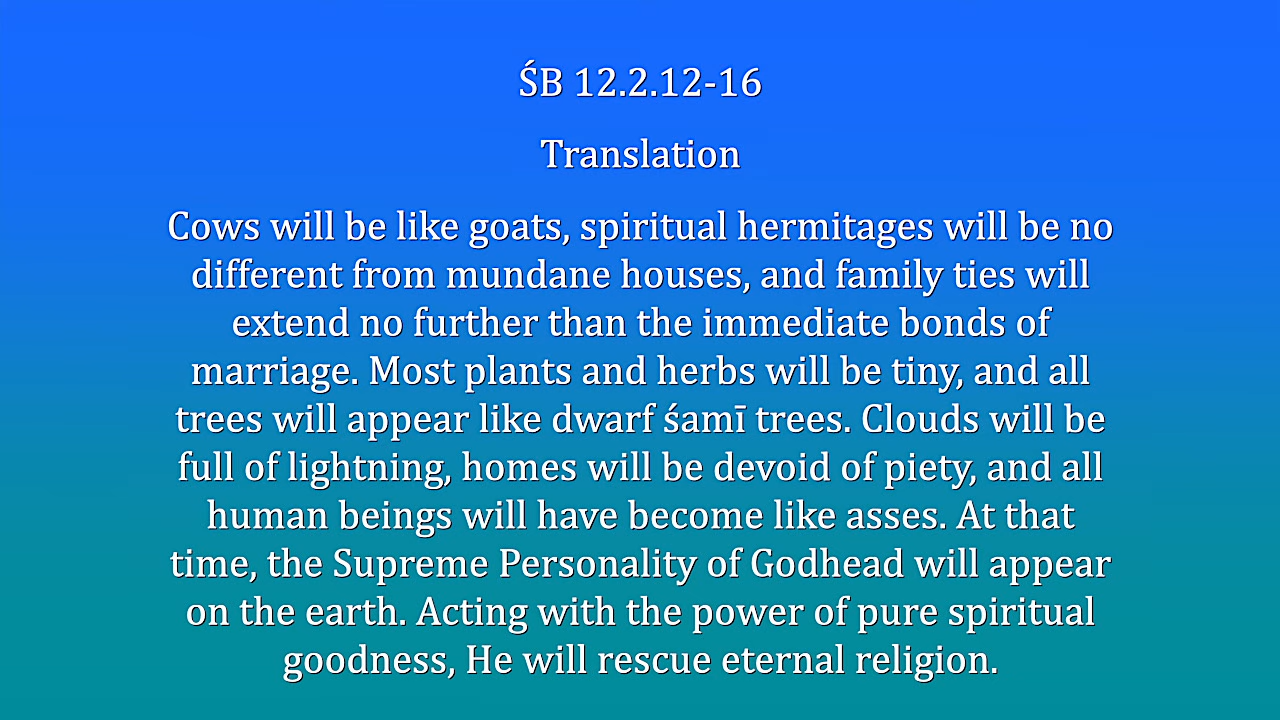 ŚB 12.2.12-16
Translation
Cows will be like goats, spiritual hermitages will be no
different from mundane houses, and family ties will
extend no further than the immediate bonds of
marriage. Most plants and herbs will be tiny, and all
trees will appear like dwarf śamī trees. Clouds will be
full of lightning, homes will be devoid of piety, and all
human beings will have become like asses. At that
time, the Supreme Personality of Godhead will appear
on the earth. Acting with the power of pure spiritual
goodness, He will rescue eternal religion.